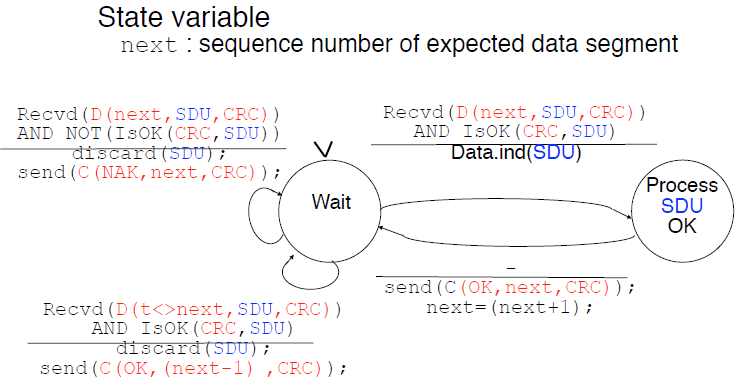 State variable
next : sequence number of expected data segment
Recvd(D(next,SDU,CRC))
AND NOT(IsOK(CRC,SDU))
discard(SDU);
send(C(NAK,next,CRC));
Recvd(D(next,SDU,CRC))
AND IsOK(CRC,SDU)
Data.ind(SDU)
Wait
Process
SDU
OK
–
send(C(OK,next,CRC));
next=(next+1);
Recvd(D(t<>next,SDU,CRC))
AND IsOK(CRC,SDU)
discard(SDU);
send(C(OK,(next-1) ,CRC));